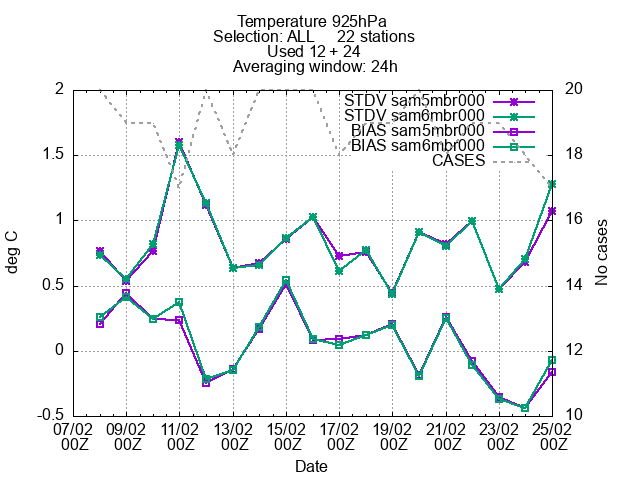 Temperature 925hPa
Selection: ALL 22 stations
Used 12 + 24
Averaging window: 24h
STDV sam5mbr000
STDV sam6mbr000
BIAS sam5mbr000
BIAS sam6mbr000
CASES
2
1.5
1
0.5
0
-0.5
deg C
20
18
16
14
12
10
No cases
07/02 09/02 11/02 13/02 15/02 17/02 19/02 21/02 23/02 25/02
00Z 00Z 00Z 00Z 00Z 00Z 00Z 00Z 00Z 00Z
Date